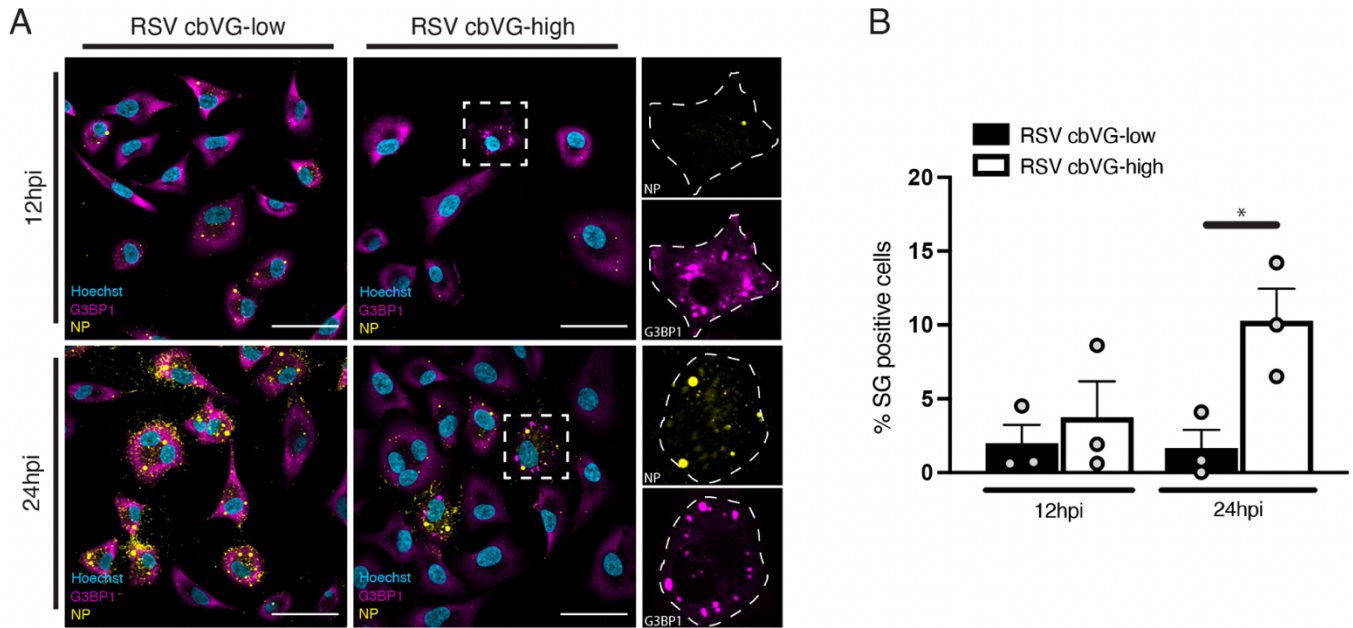 A
RSV cbVG-low
RSV cbVG-high
12hpi
Hoechst
G3BP1
NP
Hoechst
G3BP1
NP
NP
G3BP1
24hpi
Hoechst
G3BP1
NP
Hoechst
G3BP1
NP
NP
G3BP1
B
RSV cbVG-low
RSV cbVG-high
% SG positive cells
20
15
10
5
0
*
12hpi
24hpi